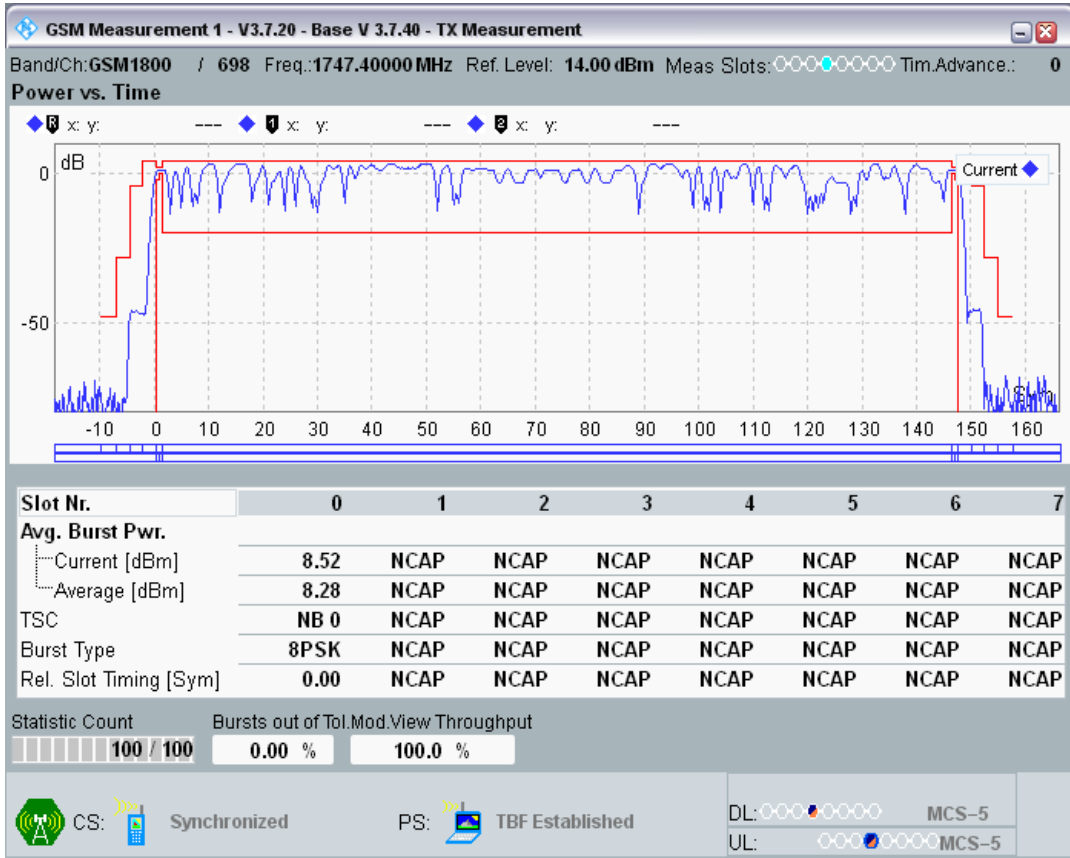 GSM Measurement 1 - V3.7.20 - Base V 3.7.40 - TX Measurement
Band/Ch:GSM1800 / 698 Freq.:1747.40000 MHz Ref. Level: 14.00 dBm Meas Slots: Tim.Advance.: 0
Power vs. Time
R x: y: --- 1 x: y: --- 2 x: y: ---
dB
Current
0
-50
Sym
-10 0 10 20 30 40 50 60 70 80 90 100 110 120 130 140 150 160
Slot Nr. 0 1 2 3 4 5 6 7
Avg. Burst Pwr.
Current [dBm] 8.52 NCAP NCAP NCAP NCAP NCAP NCAP NCAP
Average [dBm] 8.28 NCAP NCAP NCAP NCAP NCAP NCAP NCAP
TSC NB 0 NCAP NCAP NCAP NCAP NCAP NCAP NCAP
Burst Type 8PSK NCAP NCAP NCAP NCAP NCAP NCAP NCAP
Rel. Slot Timing [Sym] 0.00 NCAP NCAP NCAP NCAP NCAP NCAP NCAP
Statistic Count Bursts out of Tol.Mod.View Throughput
100 / 100 0.00 % 100.0 %
CS: Synchronized PS: TBF Established
DL: MCS-5
UL: MCS-5